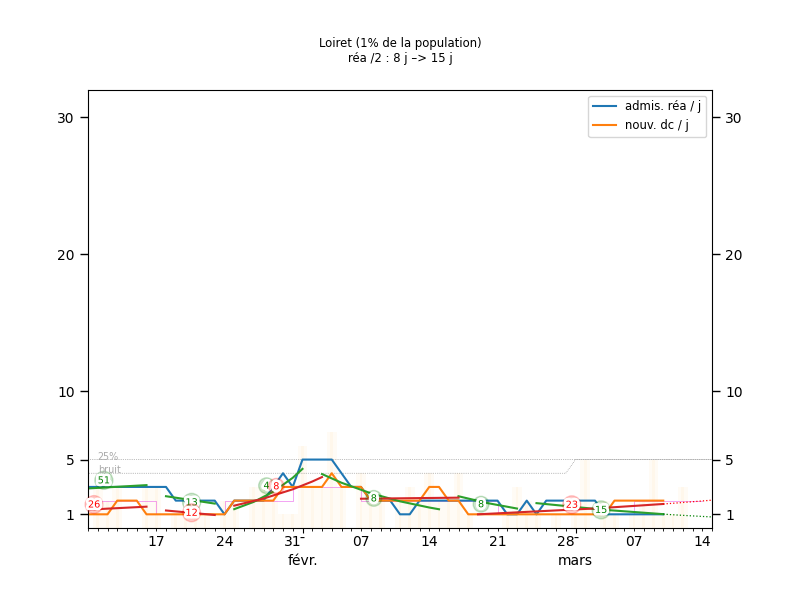 Loiret (1% de la population)
réa /2 : 8 j –> 15 j
admis. réa / j
nouv. dc / j
30 30
20 20
10 10
5 5
1 1
25%
bruit
51
26
13
12
4 8
8
8
23
15
17 24 31 07 14 21 28 07 14
févr. mars